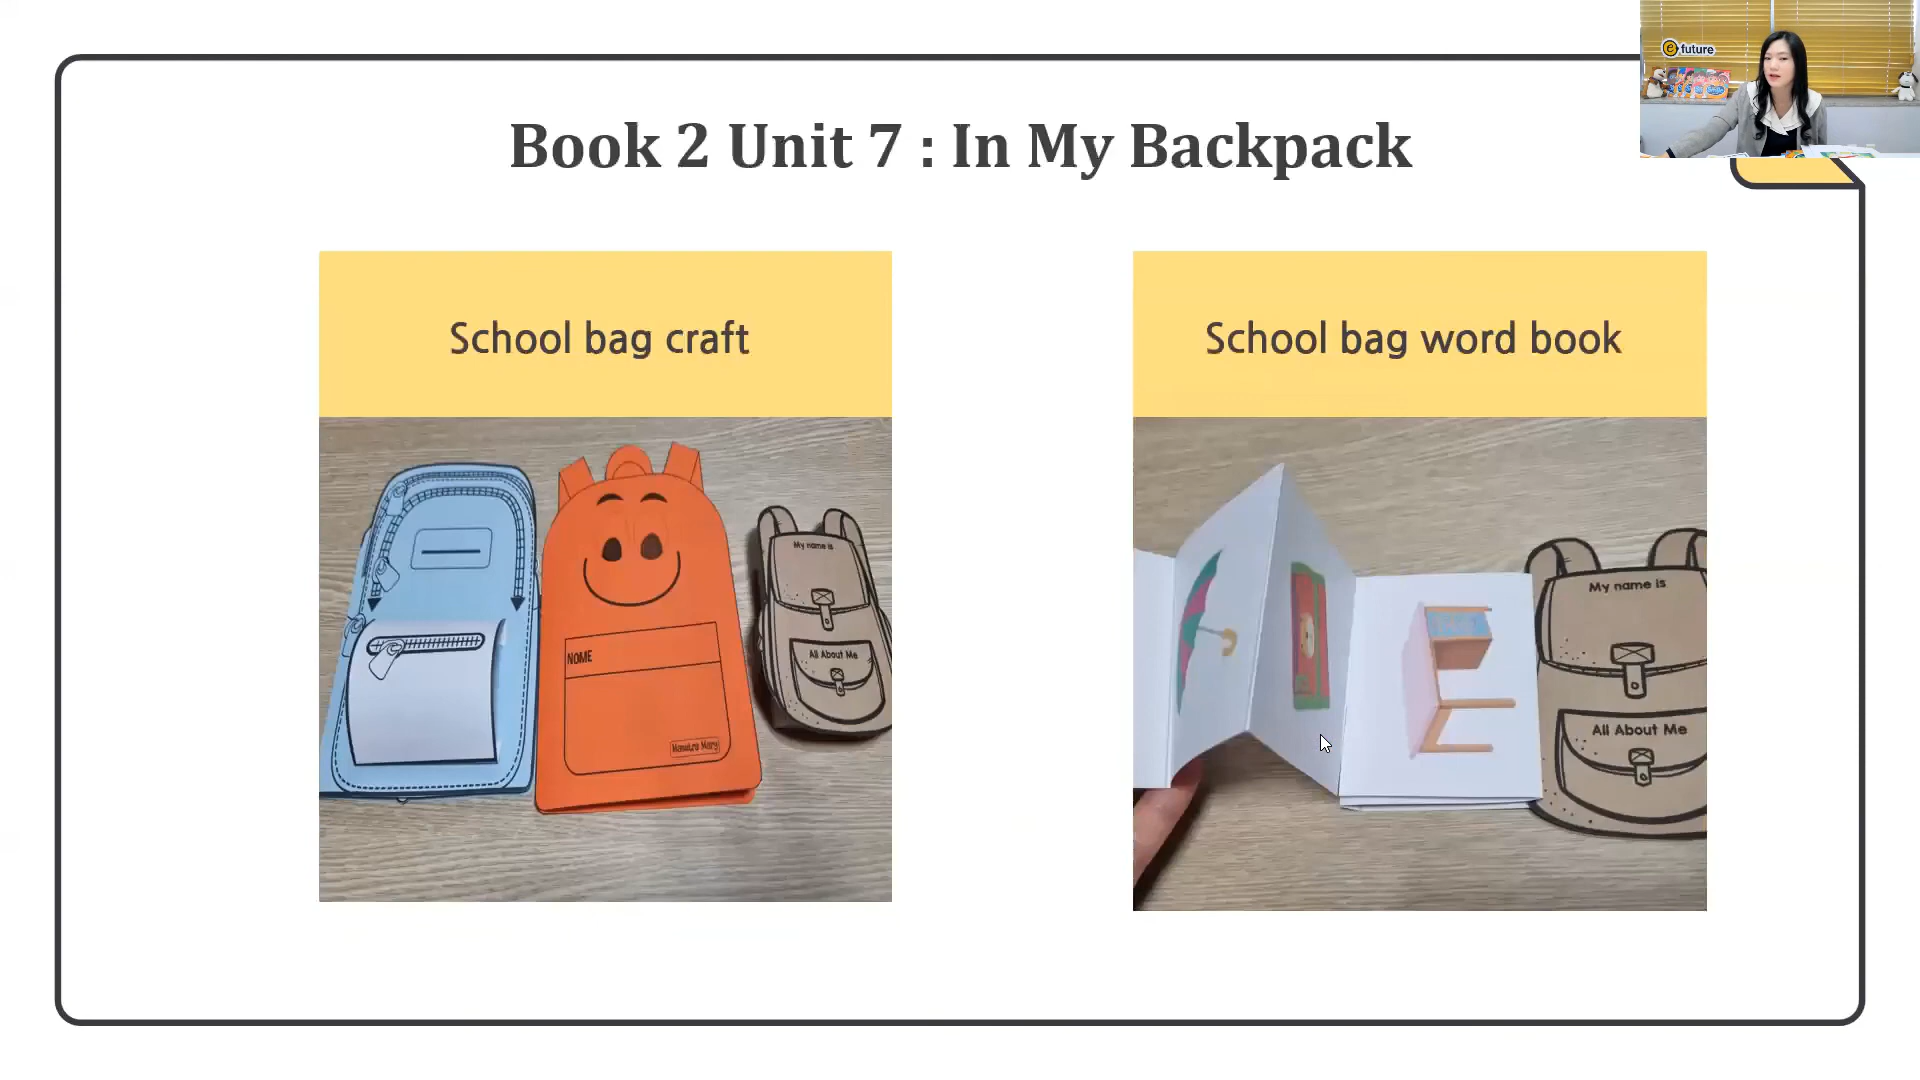 e future
Book 2 Unit 7 : In My Backpack
School bag craft
School bag word book
My name is
All About Me
NOME
My name is
All About Me